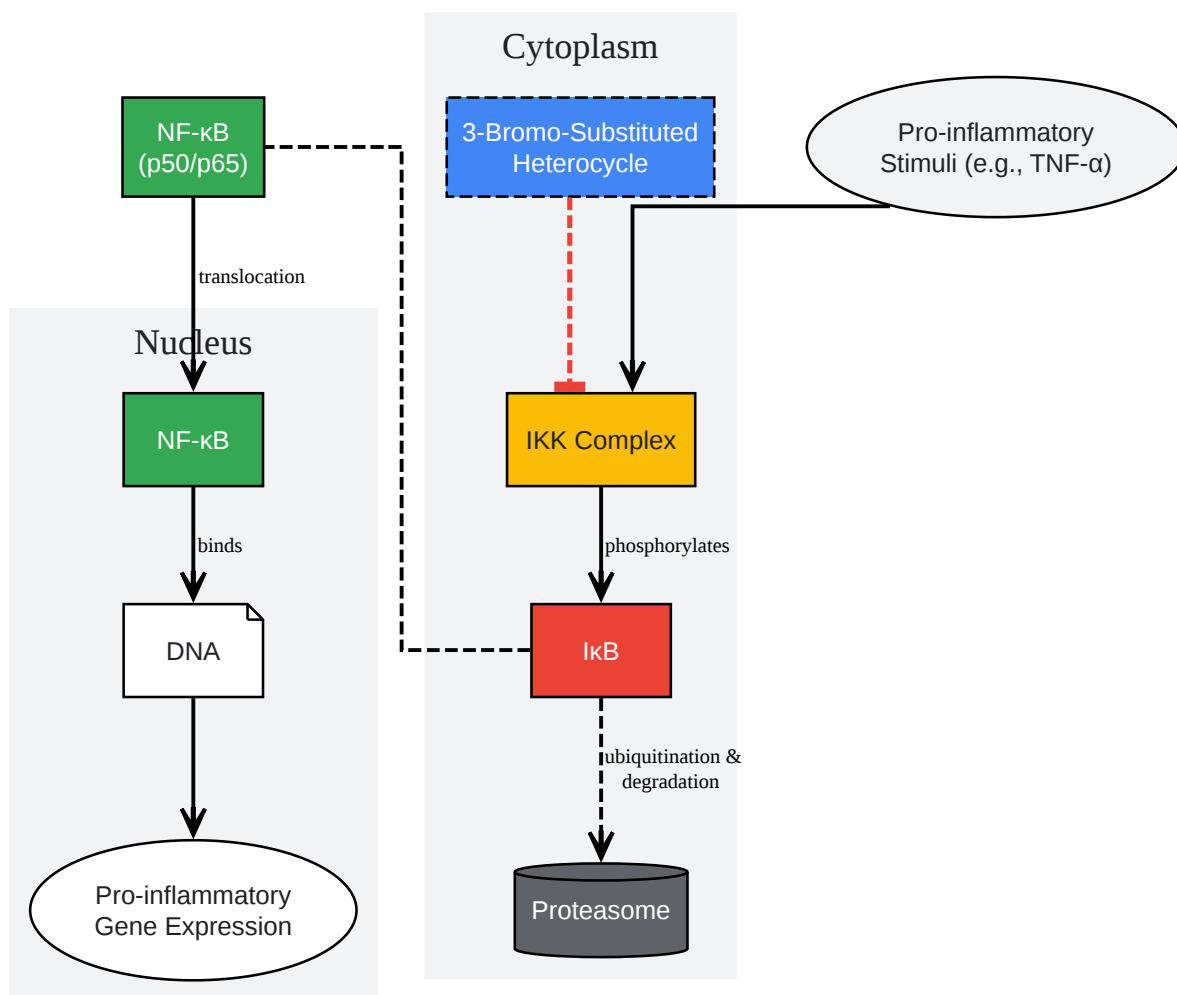 Cytoplasm
NF-κB
(p50/p65)
3-Bromo-Substituted
Heterocycle
Pro-inflammatory
Stimuli (e.g., TNF-α)
translocation
Nucleus
NF-κB
IKK Complex
binds
phosphorylates
DNA
IκB
ubiquitination &
degradation
Pro-inflammatory
Gene Expression
Proteasome